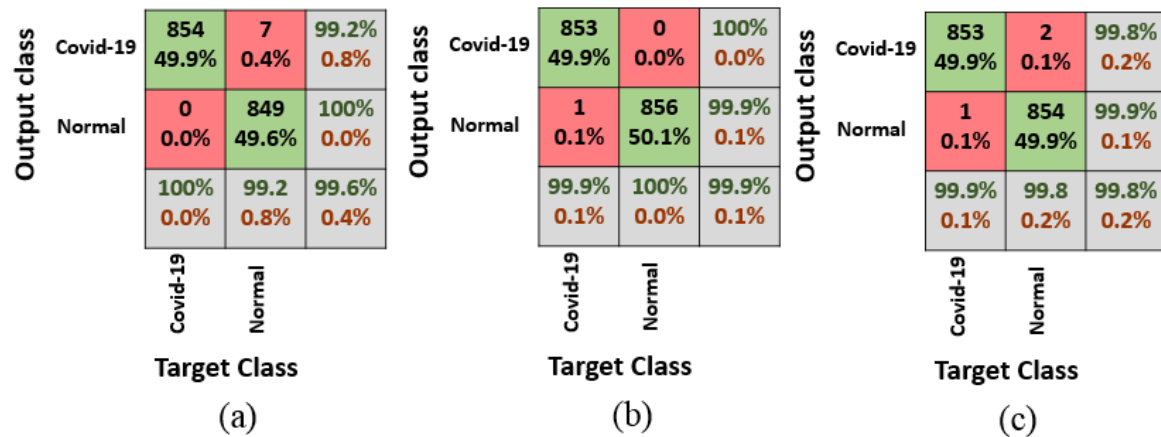 Output class
Covid-19
854
49.9%
7
0.4%
99.2%
0.8%
Normal
0
0.0%
849
49.6%
100%
0.0%
100%
0.0%
99.2
0.8%
99.6%
0.4%
Covid-19
Normal
Target Class
(a)
Output class
Covid-19
853
49.9%
0
0.0%
100%
0.0%
Normal
1
0.1%
856
50.1%
99.9%
0.1%
99.9%
0.1%
100%
0.0%
99.9%
0.1%
Covid-19
Normal
Target Class
(b)
Output class
Covid-19
853
49.9%
2
0.1%
99.8%
0.2%
Normal
1
0.1%
854
49.9%
99.9%
0.1%
99.9%
0.1%
99.8
0.2%
99.8%
0.2%
Covid-19
Normal
Target Class
(c)